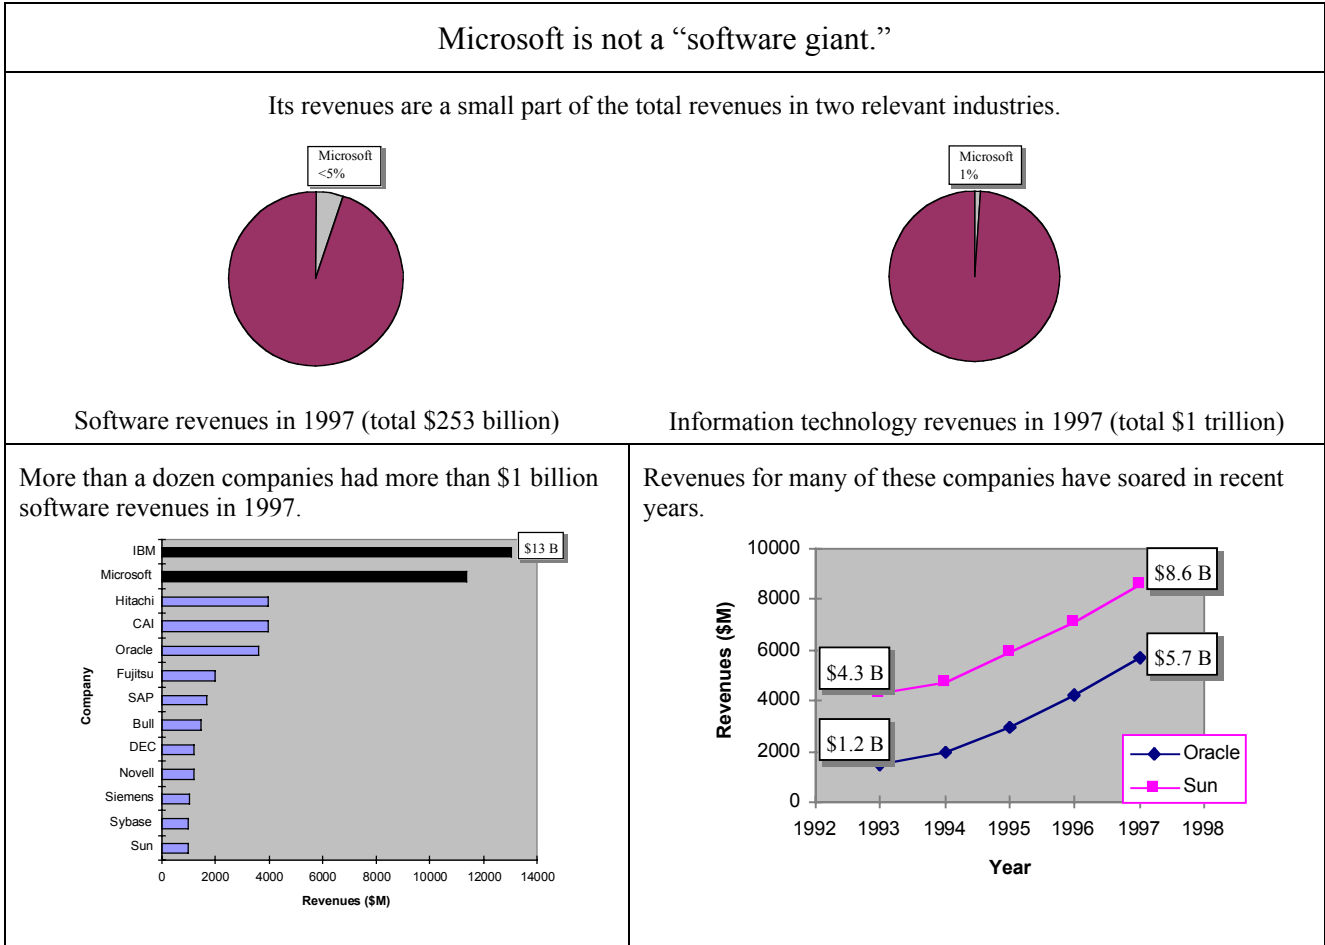 Microsoft is not a “software giant.”
Its revenues are a small part of the total revenues in two relevant industries.
Microsoft
<5%
Microsoft
1%
Software revenues in 1997 (total $253 billion)
Information technology revenues in 1997 (total $1 trillion)
More than a dozen companies had more than $1 billion
software revenues in 1997.
IBM
Microsoft
Hitachi
CAI
Oracle
Fujitsu
SAP
Bull
DEC
Novell
Siemens
Sybase
Sun
Company
$13 B
0 2000 4000 6000 8000 10000 12000 14000
Revenues ($M)
Revenues for many of these companies have soared in recent
years.
10000
8000
6000
4000
2000
0
Revenues ($M)
$8.6 B
$5.7 B
$4.3 B
$1.2 B
Oracle
Sun
1992 1993 1994 1995 1996 1997 1998
Year